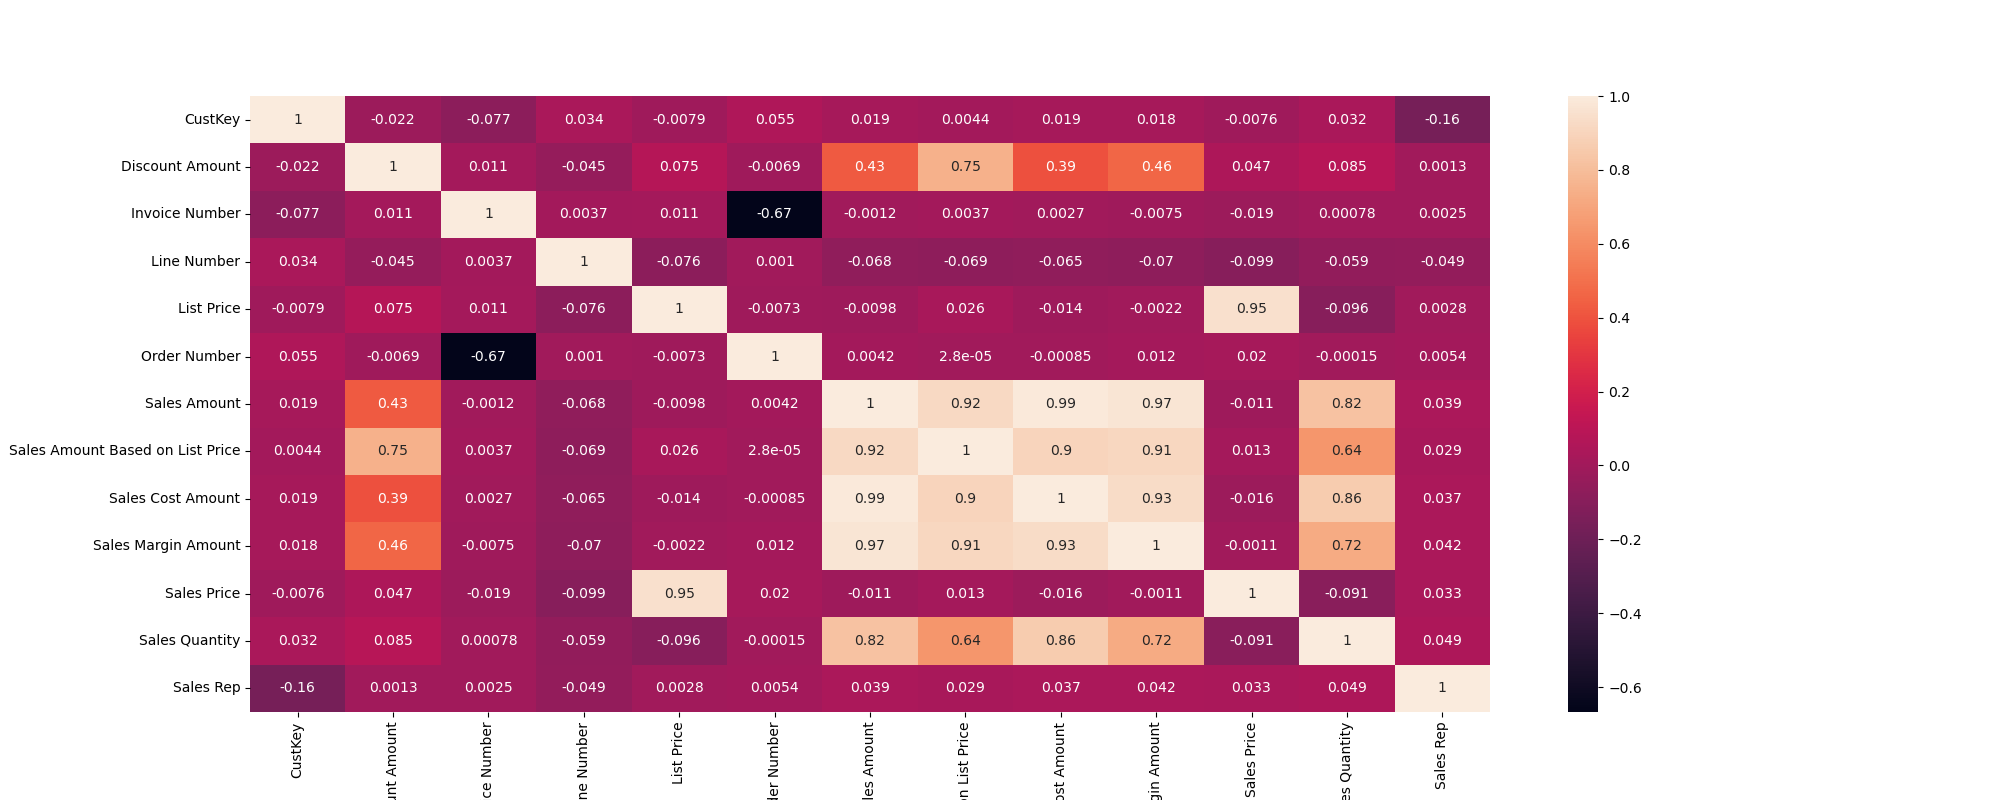 CustKey 1 -0.022 -0.077 0.034 -0.0079 0.055 0.019 0.0044 0.019 0.018 -0.0076 0.032 -0.16
Discount Amount -0.022 1 0.011 -0.045 0.075 -0.0069 0.43 0.75 0.39 0.46 0.047 0.085 0.0013
Invoice Number -0.077 0.011 1 0.0037 0.011 -0.67 -0.0012 0.0037 0.0027 -0.0075 -0.019 0.00078 0.0025
Line Number 0.034 -0.045 0.0037 1 -0.076 0.001 -0.068 -0.069 -0.065 -0.07 -0.099 -0.059 -0.049
List Price -0.0079 0.075 0.011 -0.076 1 -0.0073 -0.0098 0.026 -0.014 -0.0022 0.95 -0.096 0.0028
Order Number 0.055 -0.0069 -0.67 0.001 -0.0073 1 0.0042 2.8e-05 -0.00085 0.012 0.02 -0.00015 0.0054
Sales Amount 0.019 0.43 -0.0012 -0.068 -0.0098 0.0042 1 0.92 0.99 0.97 -0.011 0.82 0.039
Sales Amount Based on List Price 0.0044 0.75 0.0037 -0.069 0.026 2.8e-05 0.92 1 0.9 0.91 0.013 0.64 0.029
Sales Cost Amount 0.019 0.39 0.0027 -0.065 -0.014 -0.00085 0.99 0.9 1 0.93 -0.016 0.86 0.037
Sales Margin Amount 0.018 0.46 -0.0075 -0.07 -0.0022 0.012 0.97 0.91 0.93 1 -0.0011 0.72 0.042
Sales Price -0.0076 0.047 -0.019 -0.099 0.95 0.02 -0.011 0.013 -0.016 -0.0011 1 -0.091 0.033
Sales Quantity 0.032 0.085 0.00078 -0.059 -0.096 -0.00015 0.82 0.64 0.86 0.72 -0.091 1 0.049
Sales Rep -0.16 0.0013 0.0025 -0.049 0.0028 0.0054 0.039 0.029 0.037 0.042 0.033 0.049 1
CustKey
unt Amount
ce Number
ne Number
List Price
der Number
les Amount
on List Price
ost Amount
gin Amount
Sales Price
es Quantity
Sales Rep
1.0
0.8
0.6
0.4
0.2
0.0
−0.2
−0.4
−0.6